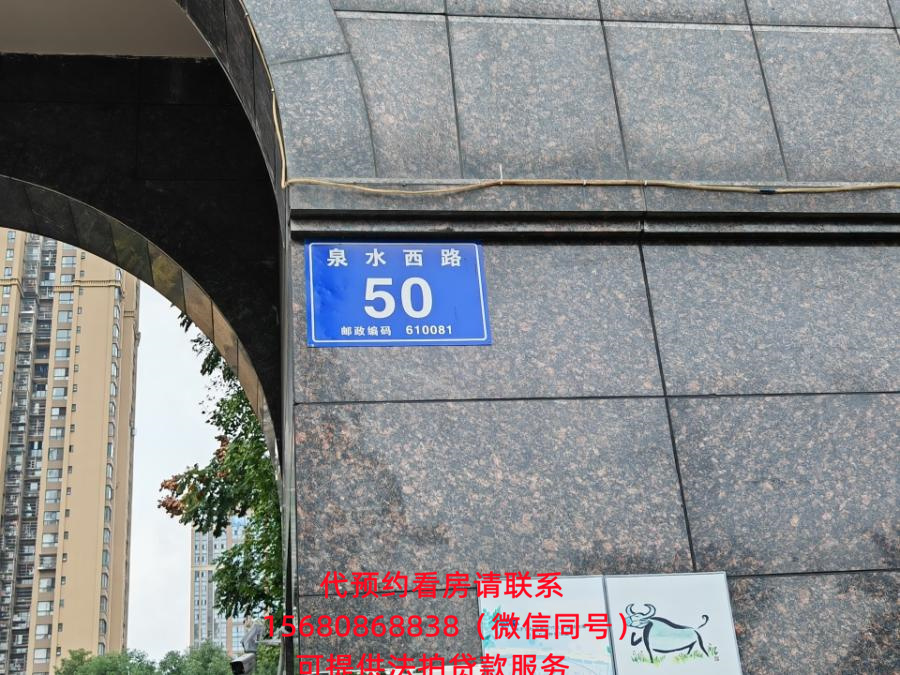 泉水西路
50
邮政编码 610081
代预约看房请联系
15680868838（微信同号）
可提供法拍贷款服务